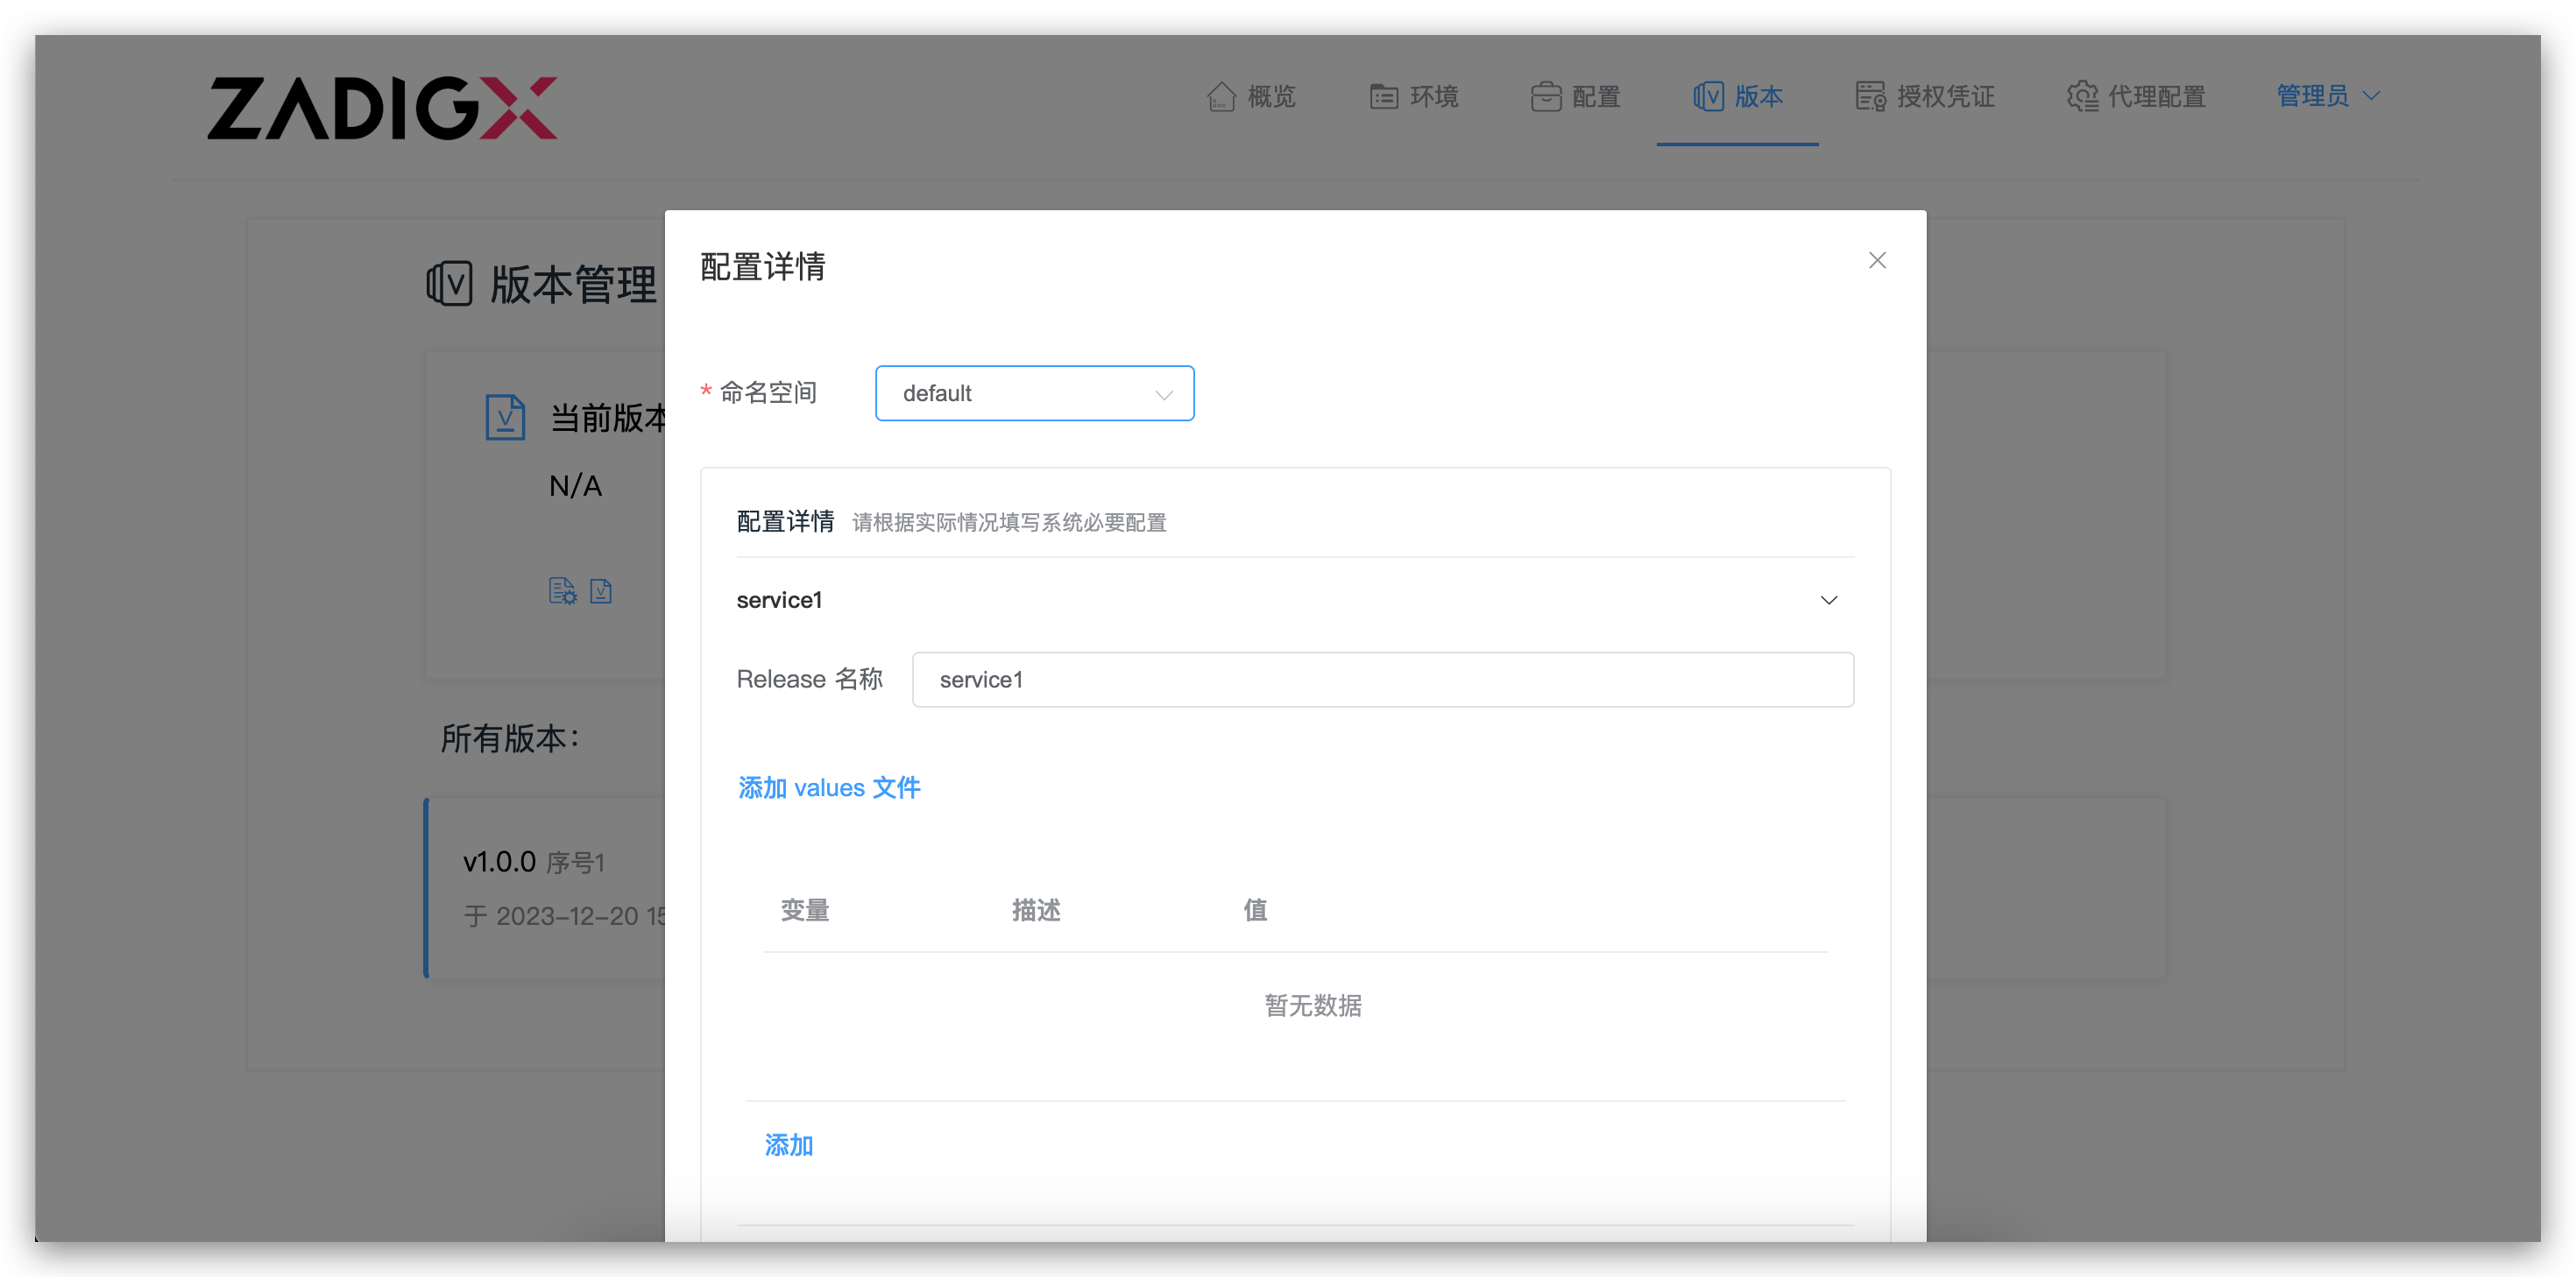 ZADIGX
概览 环境 配置 版本 授权凭证 代理配置 管理员
版本管理
配置详情
当前版本
* 命名空间 default
N/A
配置详情 请根据实际情况填写系统必要配置
service1
Release 名称 service1
所有版本：
添加 values 文件
v1.0.0 序号1
变量 描述 值
于 2023-12-20 15
暂无数据
添加